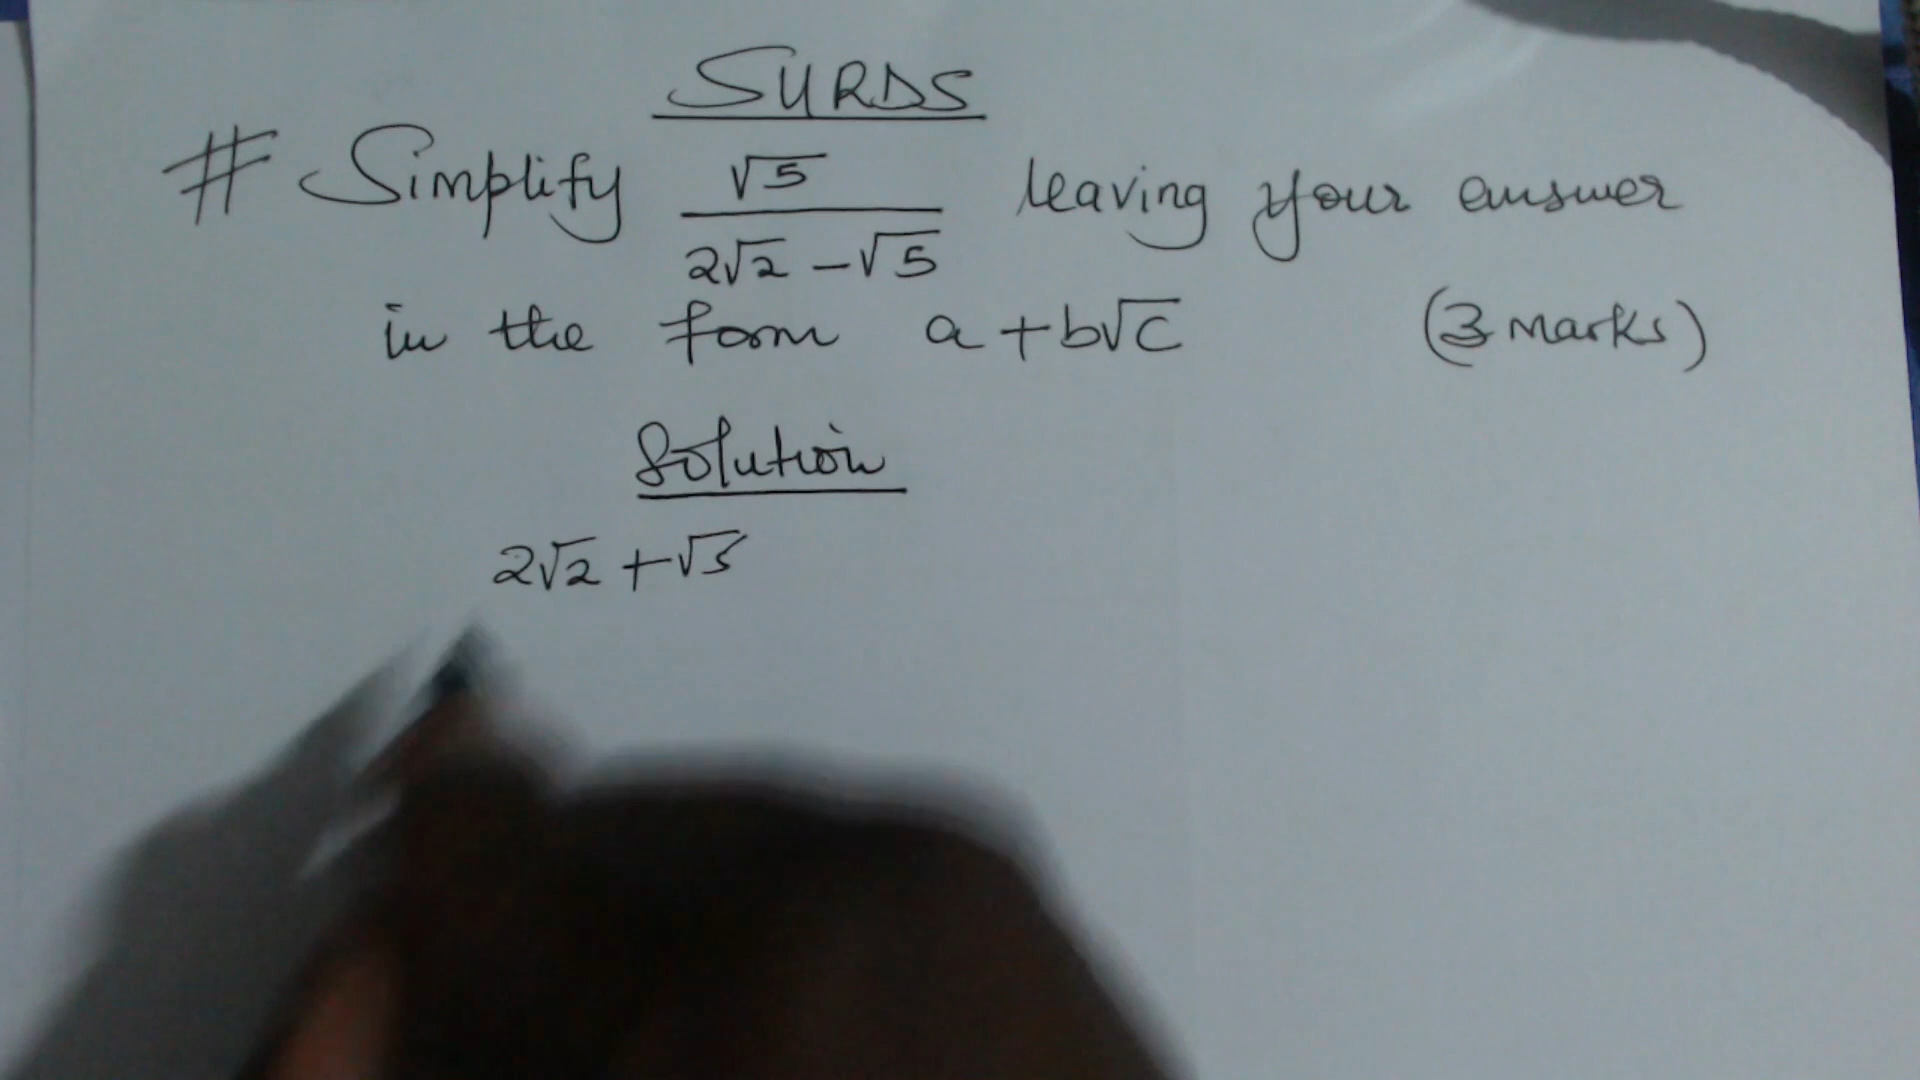 SURDS
# Simplify √5 / 2√2 - √5 leaving your answer
in the form a + b√c (3 marks)
Solution
2√2 + √5